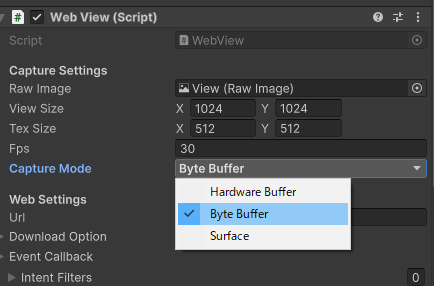 Web View (Script)
Script WebView
Capture Settings
Raw Image View (Raw Image)
View Size X 1024 Y 1024
Tex Size X 512 Y 512
Fps 30
Capture Mode Byte Buffer
Hardware Buffer
Web Settings
Url Byte Buffer
Download Option Surface
Event Callback
Intent Filters 0